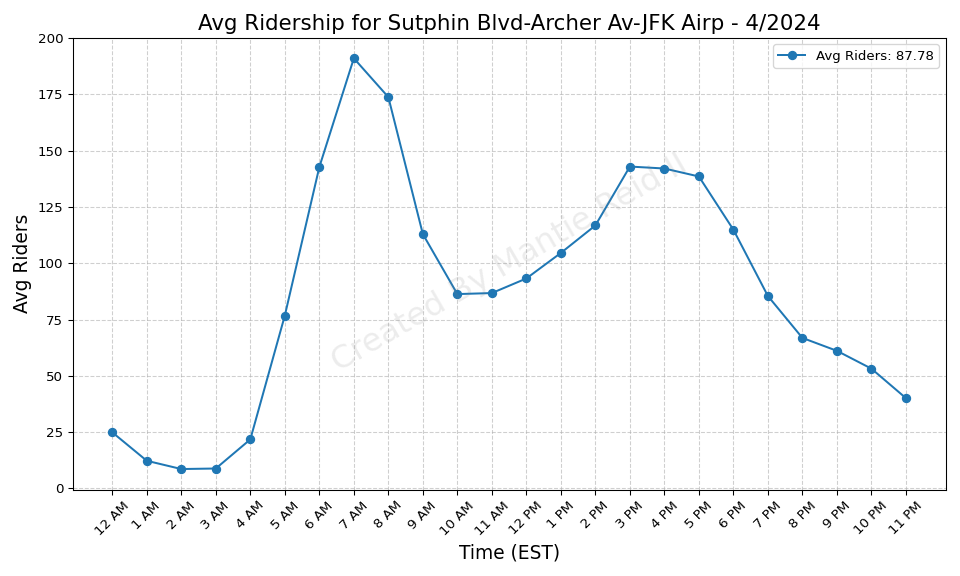 Avg Ridership for Sutphin Blvd-Archer Av-JFK Airp - 4/2024
Avg Riders: 87.78
200
175
150
125
100
75
50
25
0
Avg Riders
Created By Mantie Reid II
12 AM
1 AM
2 AM
3 AM
4 AM
5 AM
6 AM
7 AM
8 AM
9 AM
10 AM
11 AM
12 PM
1 PM
2 PM
3 PM
4 PM
5 PM
6 PM
7 PM
8 PM
9 PM
10 PM
11 PM
Time (EST)